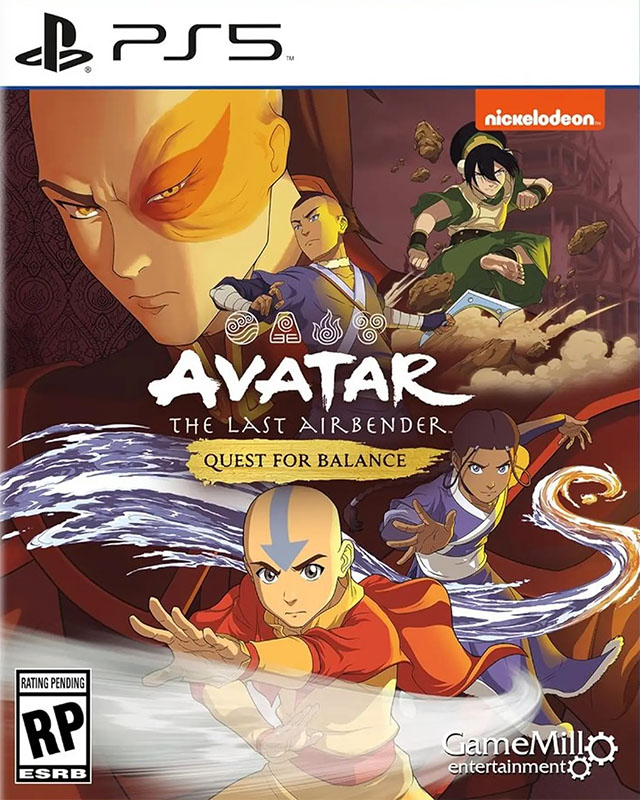 PS5
nickelodeon
AVATAR
THE LAST AIRBENDER
QUEST FOR BALANCE
RATING PENDING
RP
ESRB
GameMill
entertainment